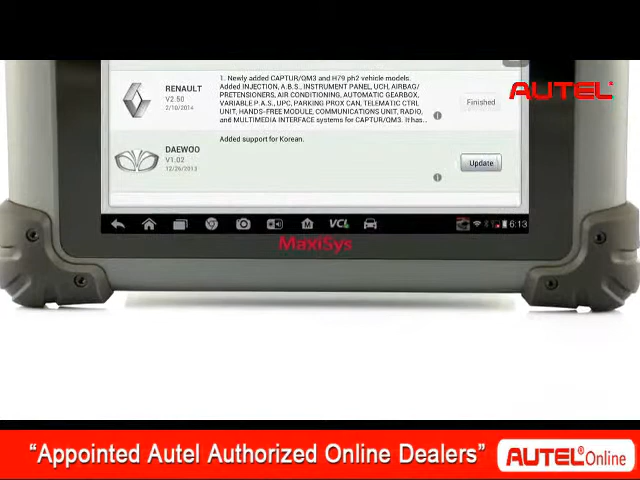 AUTEL®
1. Newly added CAPTUR/QM3 and H79 ph2 vehicle models.
Added INJECTION, A.B.S., INSTRUMENT PANEL, UCH, AIRBAG/
PRETENSIONERS, AIR CONDITIONING, AUTOMATIC GEARBOX,
VARIABLE P.A.S., UPC, PARKING PROX CAN, TELEMATIC CTRL
UNIT, HANDS-FREE MODULE, COMMUNICATIONS UNIT, RADIO,
and MULTIMEDIA INTERFACE systems for CAPTUR/QM3. It has...
RENAULT
V2.50
2/10/2014
Finished
Added support for Korean.
DAEWOO
V1.02
12/26/2013
Update
VCI
6:13
MaxiSys
“Appointed Autel Authorized Online Dealers”
AUTEL®Online